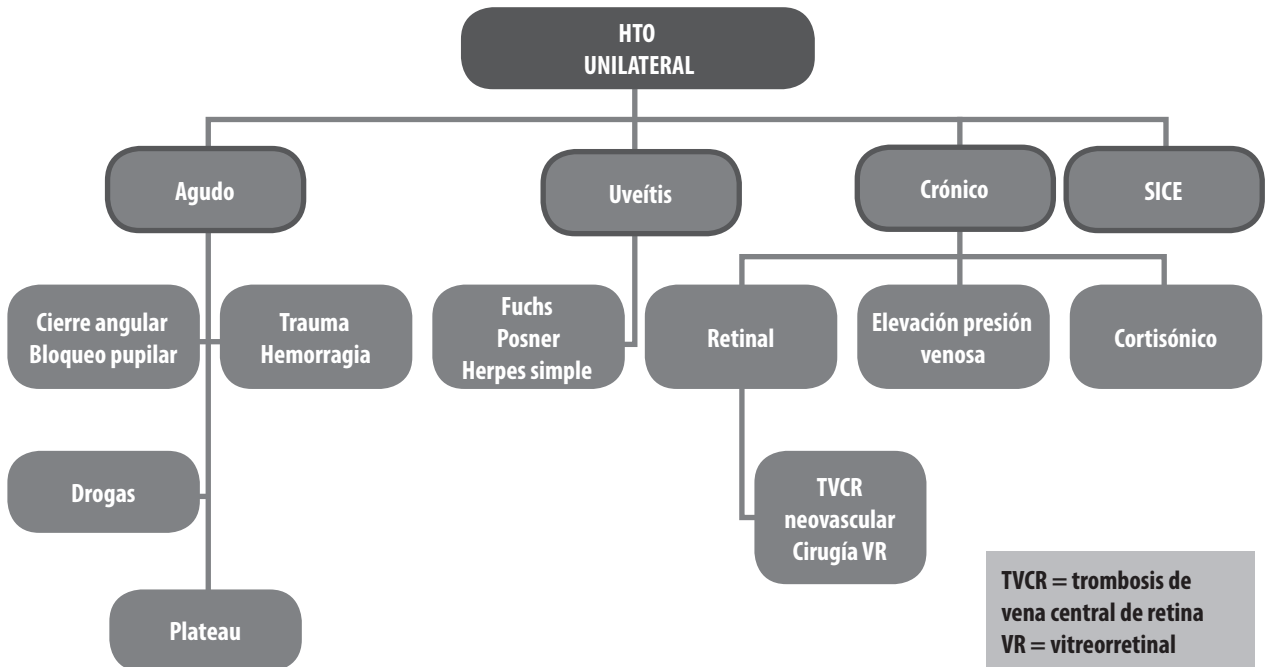 HTO
UNILATERAL
Agudo
Uveítis
Crónico
SICE
Cierre angular
Bloqueo pupilar
Trauma
Hemorragia
Fuchs
Posner
Herpes simple
Retinal
Elevación presión
venosa
Cortisónico
Drogas
TVCR
neovascular
Cirugía VR
Plateau
TVCR = trombosis de
vena central de retina
VR = vitreorretinal